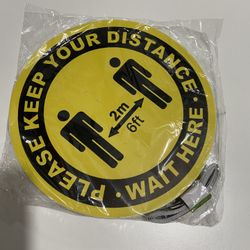 PLEASE KEEP YOUR DISTANCE
2m
6ft
· WAIT HERE ·